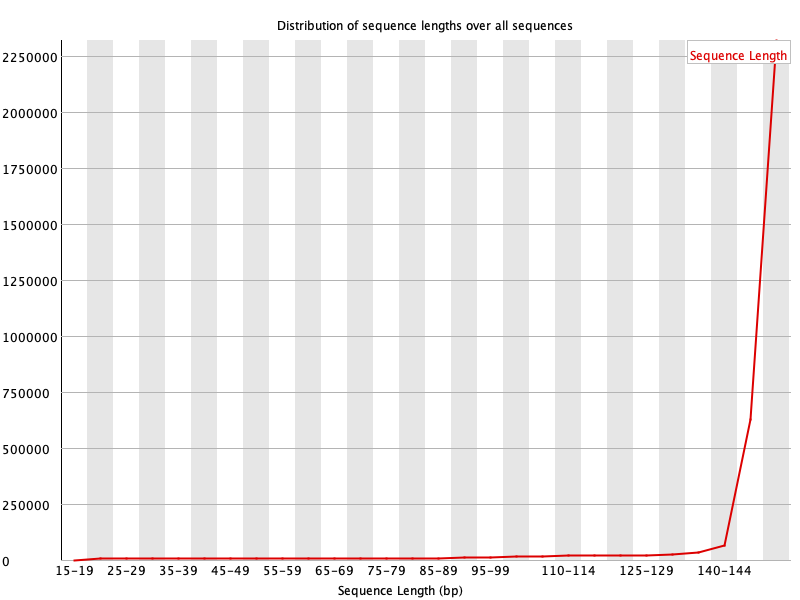 Distribution of sequence lengths over all sequences
Sequence Length
2250000
2000000
1750000
1500000
1250000
1000000
750000
500000
250000
0
15-19 25-29 35-39 45-49 55-59 65-69 75-79 85-89 95-99 110-114 125-129 140-144
Sequence Length (bp)